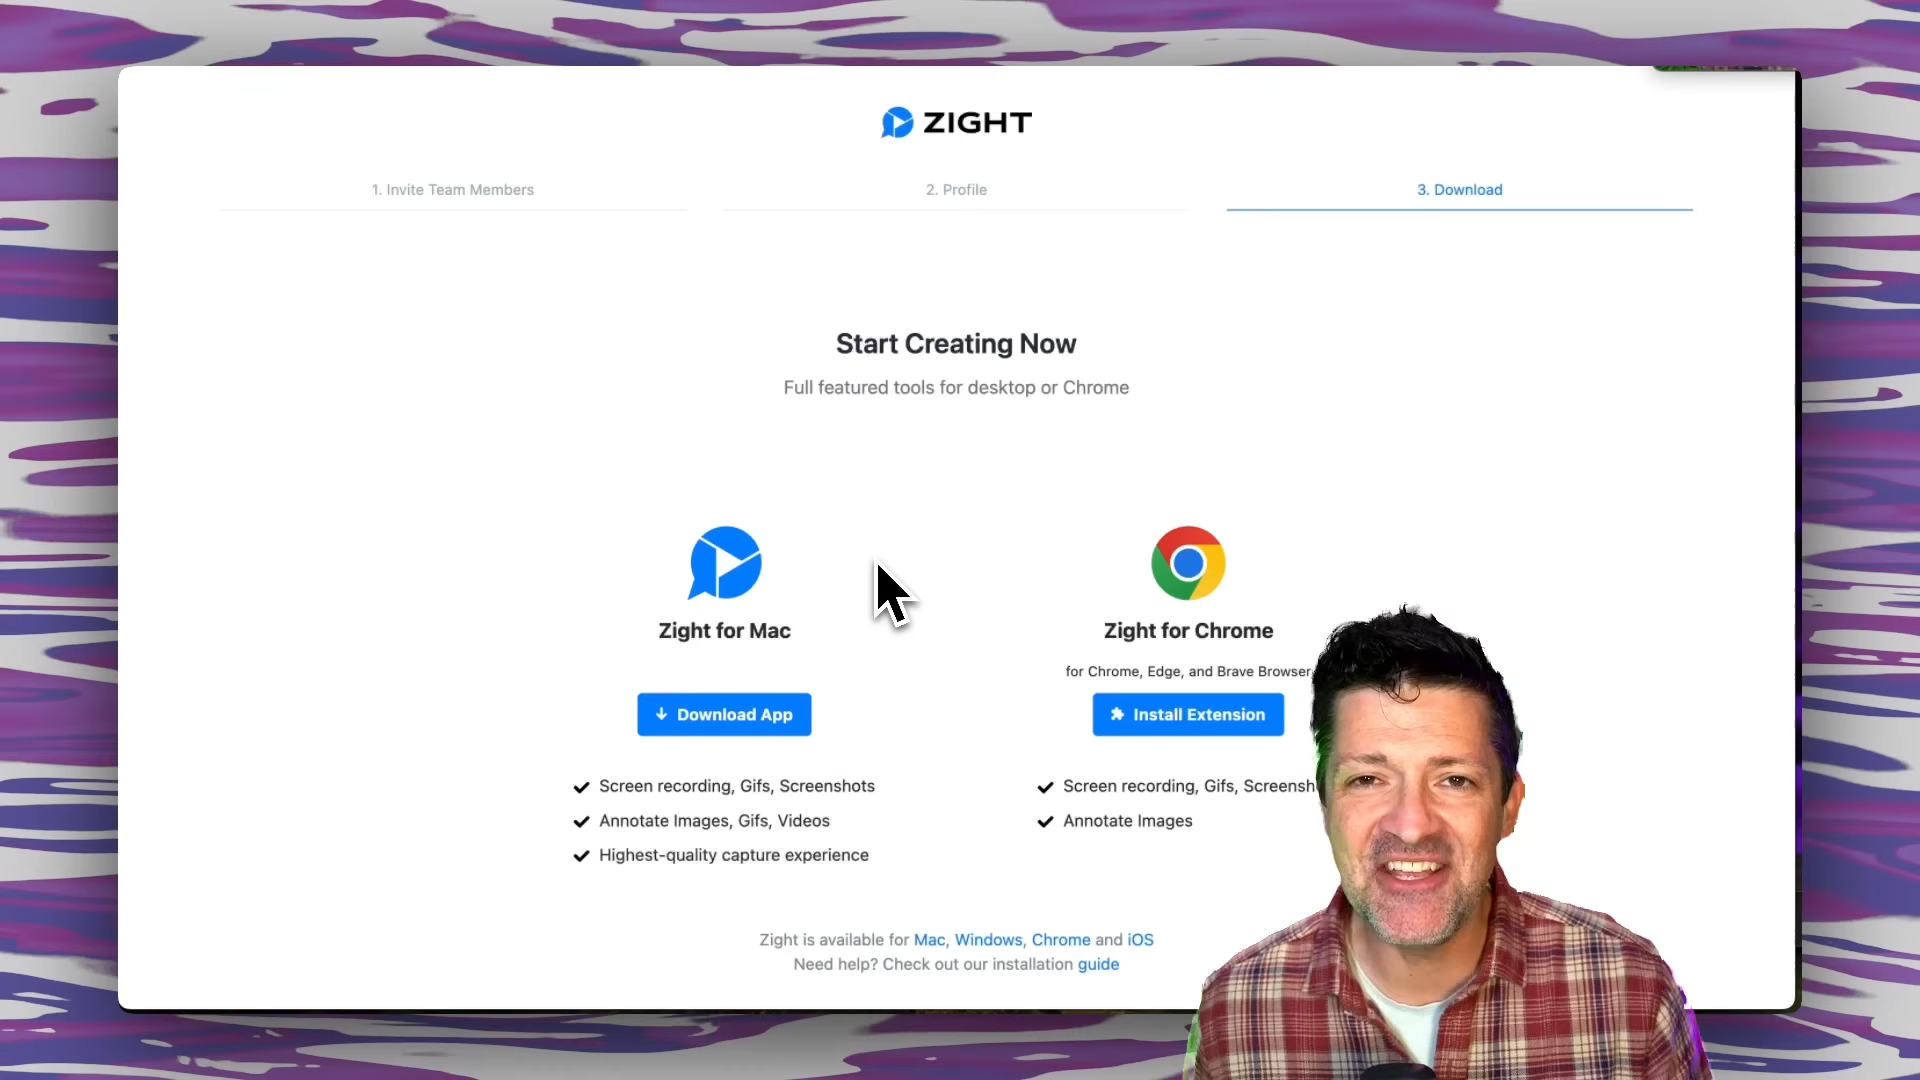 ZIGHT
1. Invite Team Members
2. Profile
3. Download
Start Creating Now
Full featured tools for desktop or Chrome
Zight for Mac
Zight for Chrome
for Chrome, Edge, and Brave Browser
Download App
Install Extension
Screen recording, Gifs, Screenshots
Annotate Images, Gifs, Videos
Highest-quality capture experience
Screen recording, Gifs, Screensh
Annotate Images
Zight is available for Mac, Windows, Chrome and iOS
Need help? Check out our installation guide